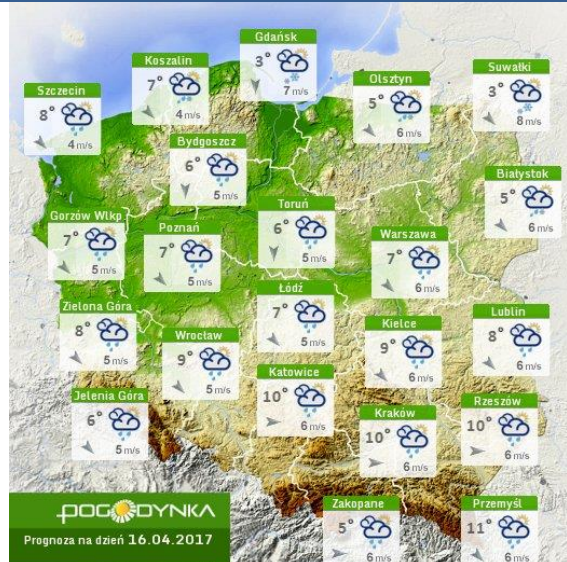 Gdańsk
3°
7 m/s
Koszalin
7°
4 m/s
Suwałki
3°
8 m/s
Olsztyn
5°
6 m/s
Szczecin
8°
4 m/s
Bydgoszcz
6°
5 m/s
Białystok
5°
6 m/s
Toruń
6°
5 m/s
Gorzów Wlkp
7°
5 m/s
Poznań
7°
5 m/s
Warszawa
7°
6 m/s
Łódź
7°
5 m/s
Zielona Góra
8°
5 m/s
Lublin
8°
6 m/s
Kielce
9°
6 m/s
Wrocław
9°
5 m/s
Katowice
10°
6 m/s
Jelenia Góra
6°
5 m/s
Rzeszów
10°
6 m/s
Kraków
10°
6 m/s
Zakopane
5°
6 m/s
Przemyśl
11°
6 m/s
POGODYNKA
Prognoza na dzień 16.04.2017